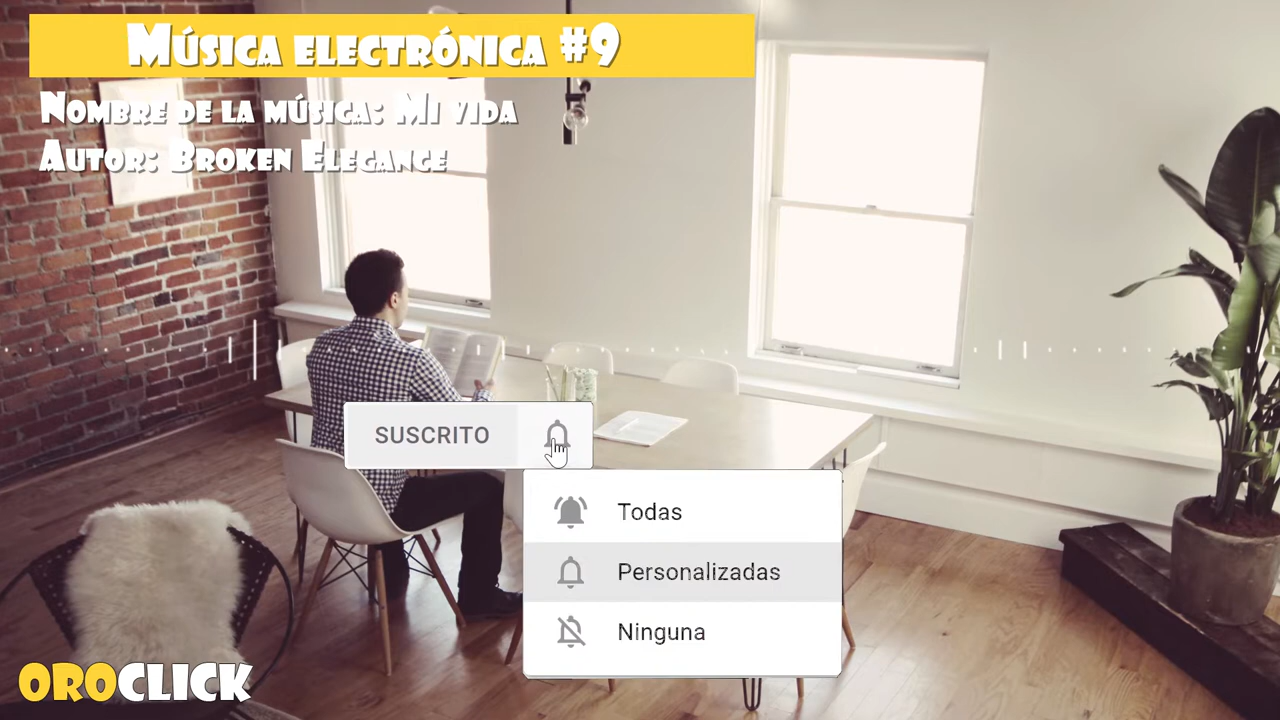 Música electrónica #9
Nombre de la música: Mi vida
Autor: Broken Elegance
SUSCRITO
Todas
Personalizadas
Ninguna
OROCLICK